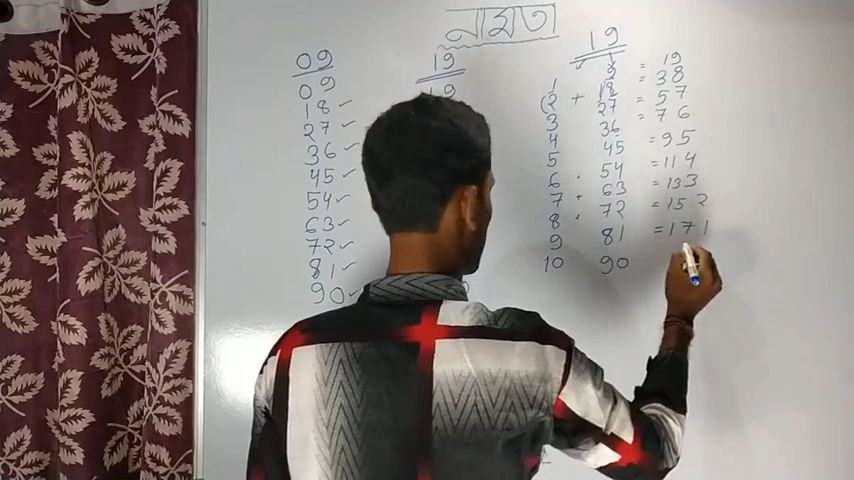 নামতা
09
09
18 ✓
27 ✓
36 ✓
45 ✓
54 ✓
63 ✓
72 ✓
81 ✓
90 ✓
19
19
19
1 9 = 19
2 + 18 = 38
3 27 = 57
4 36 = 76
5 45 = 95
6 54 = 114
7 + 63 = 133
8 72 = 152
9 81 = 171
10 90